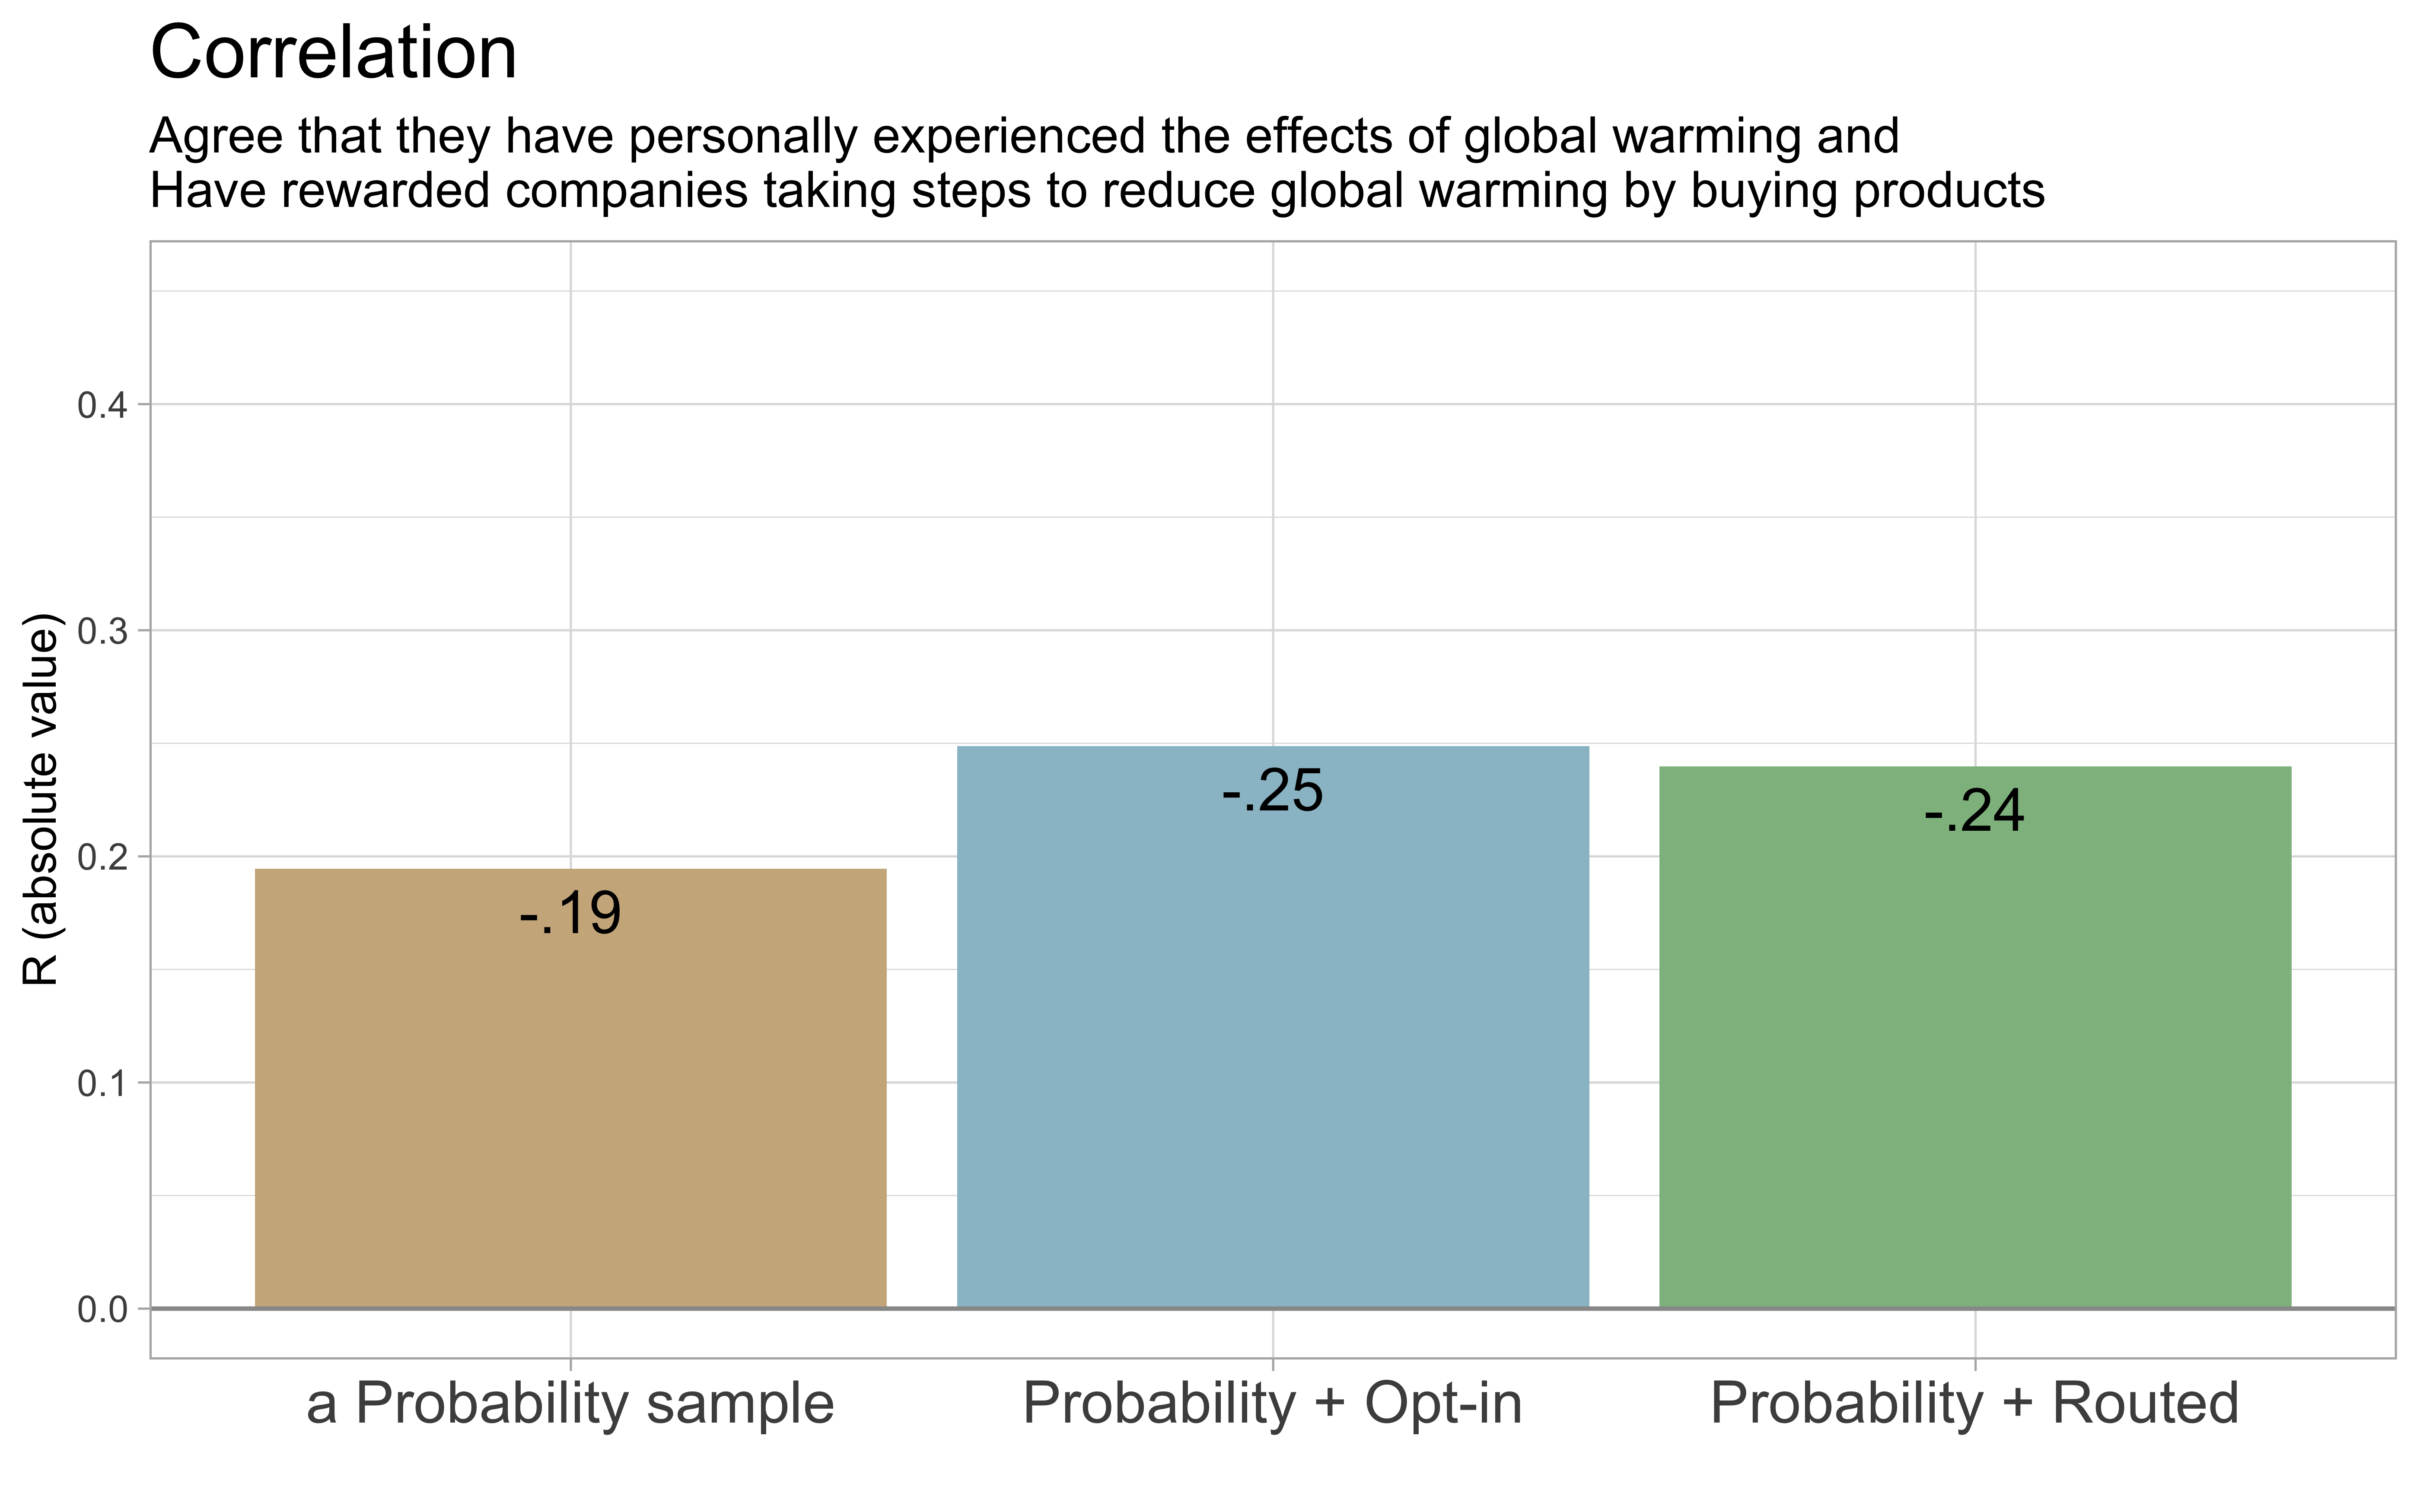 Correlation
Agree that they have personally experienced the effects of global warming and
Have rewarded companies taking steps to reduce global warming by buying products
R (absolute value)
0.4
0.3
0.2
0.1
0.0
-.19
-.25
-.24
a Probability sample
Probability + Opt-in
Probability + Routed